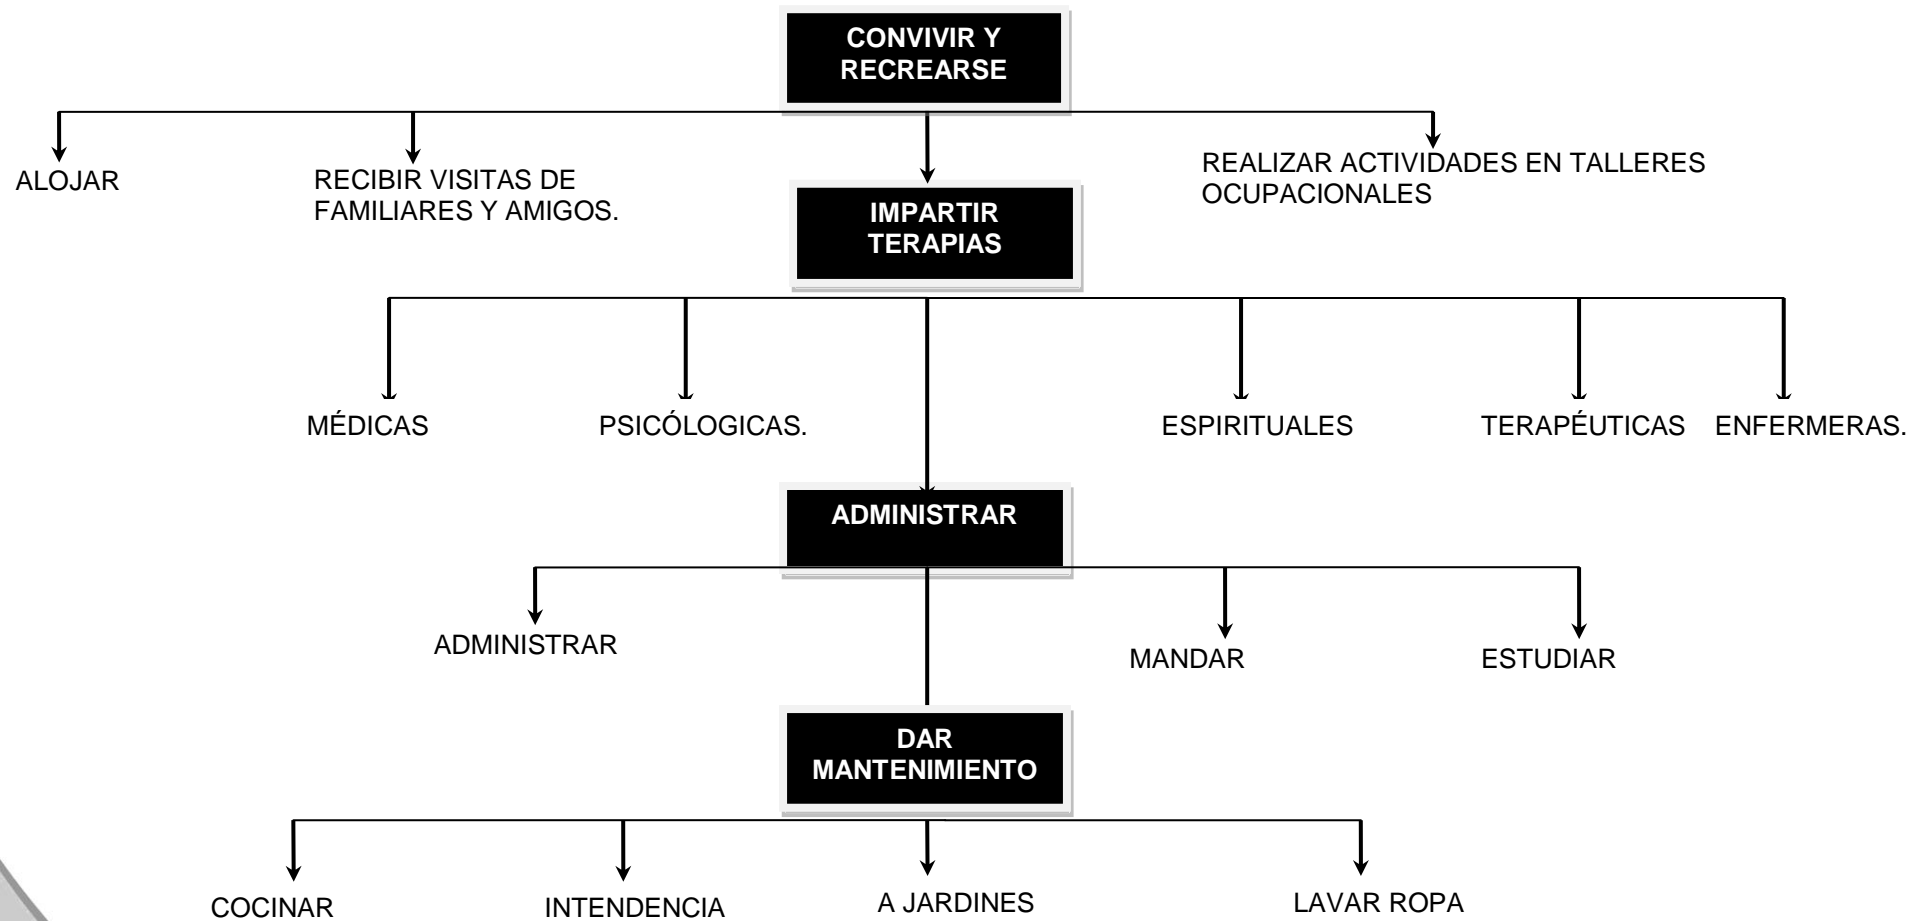 CONVIVIR Y
RECREARSE
ALOJAR
RECIBIR VISITAS DE
FAMILIARES Y AMIGOS.
REALIZAR ACTIVIDADES EN TALLERES
OCUPACIONALES
IMPARTIR
TERAPIAS
MÉDICAS
PSICÓLOGICAS.
ESPIRITUALES
TERAPÉUTICAS
ENFERMERAS.
ADMINISTRAR
ADMINISTRAR
MANDAR
ESTUDIAR
DAR
MANTENIMIENTO
COCINAR
INTENDENCIA
A JARDINES
LAVAR ROPA